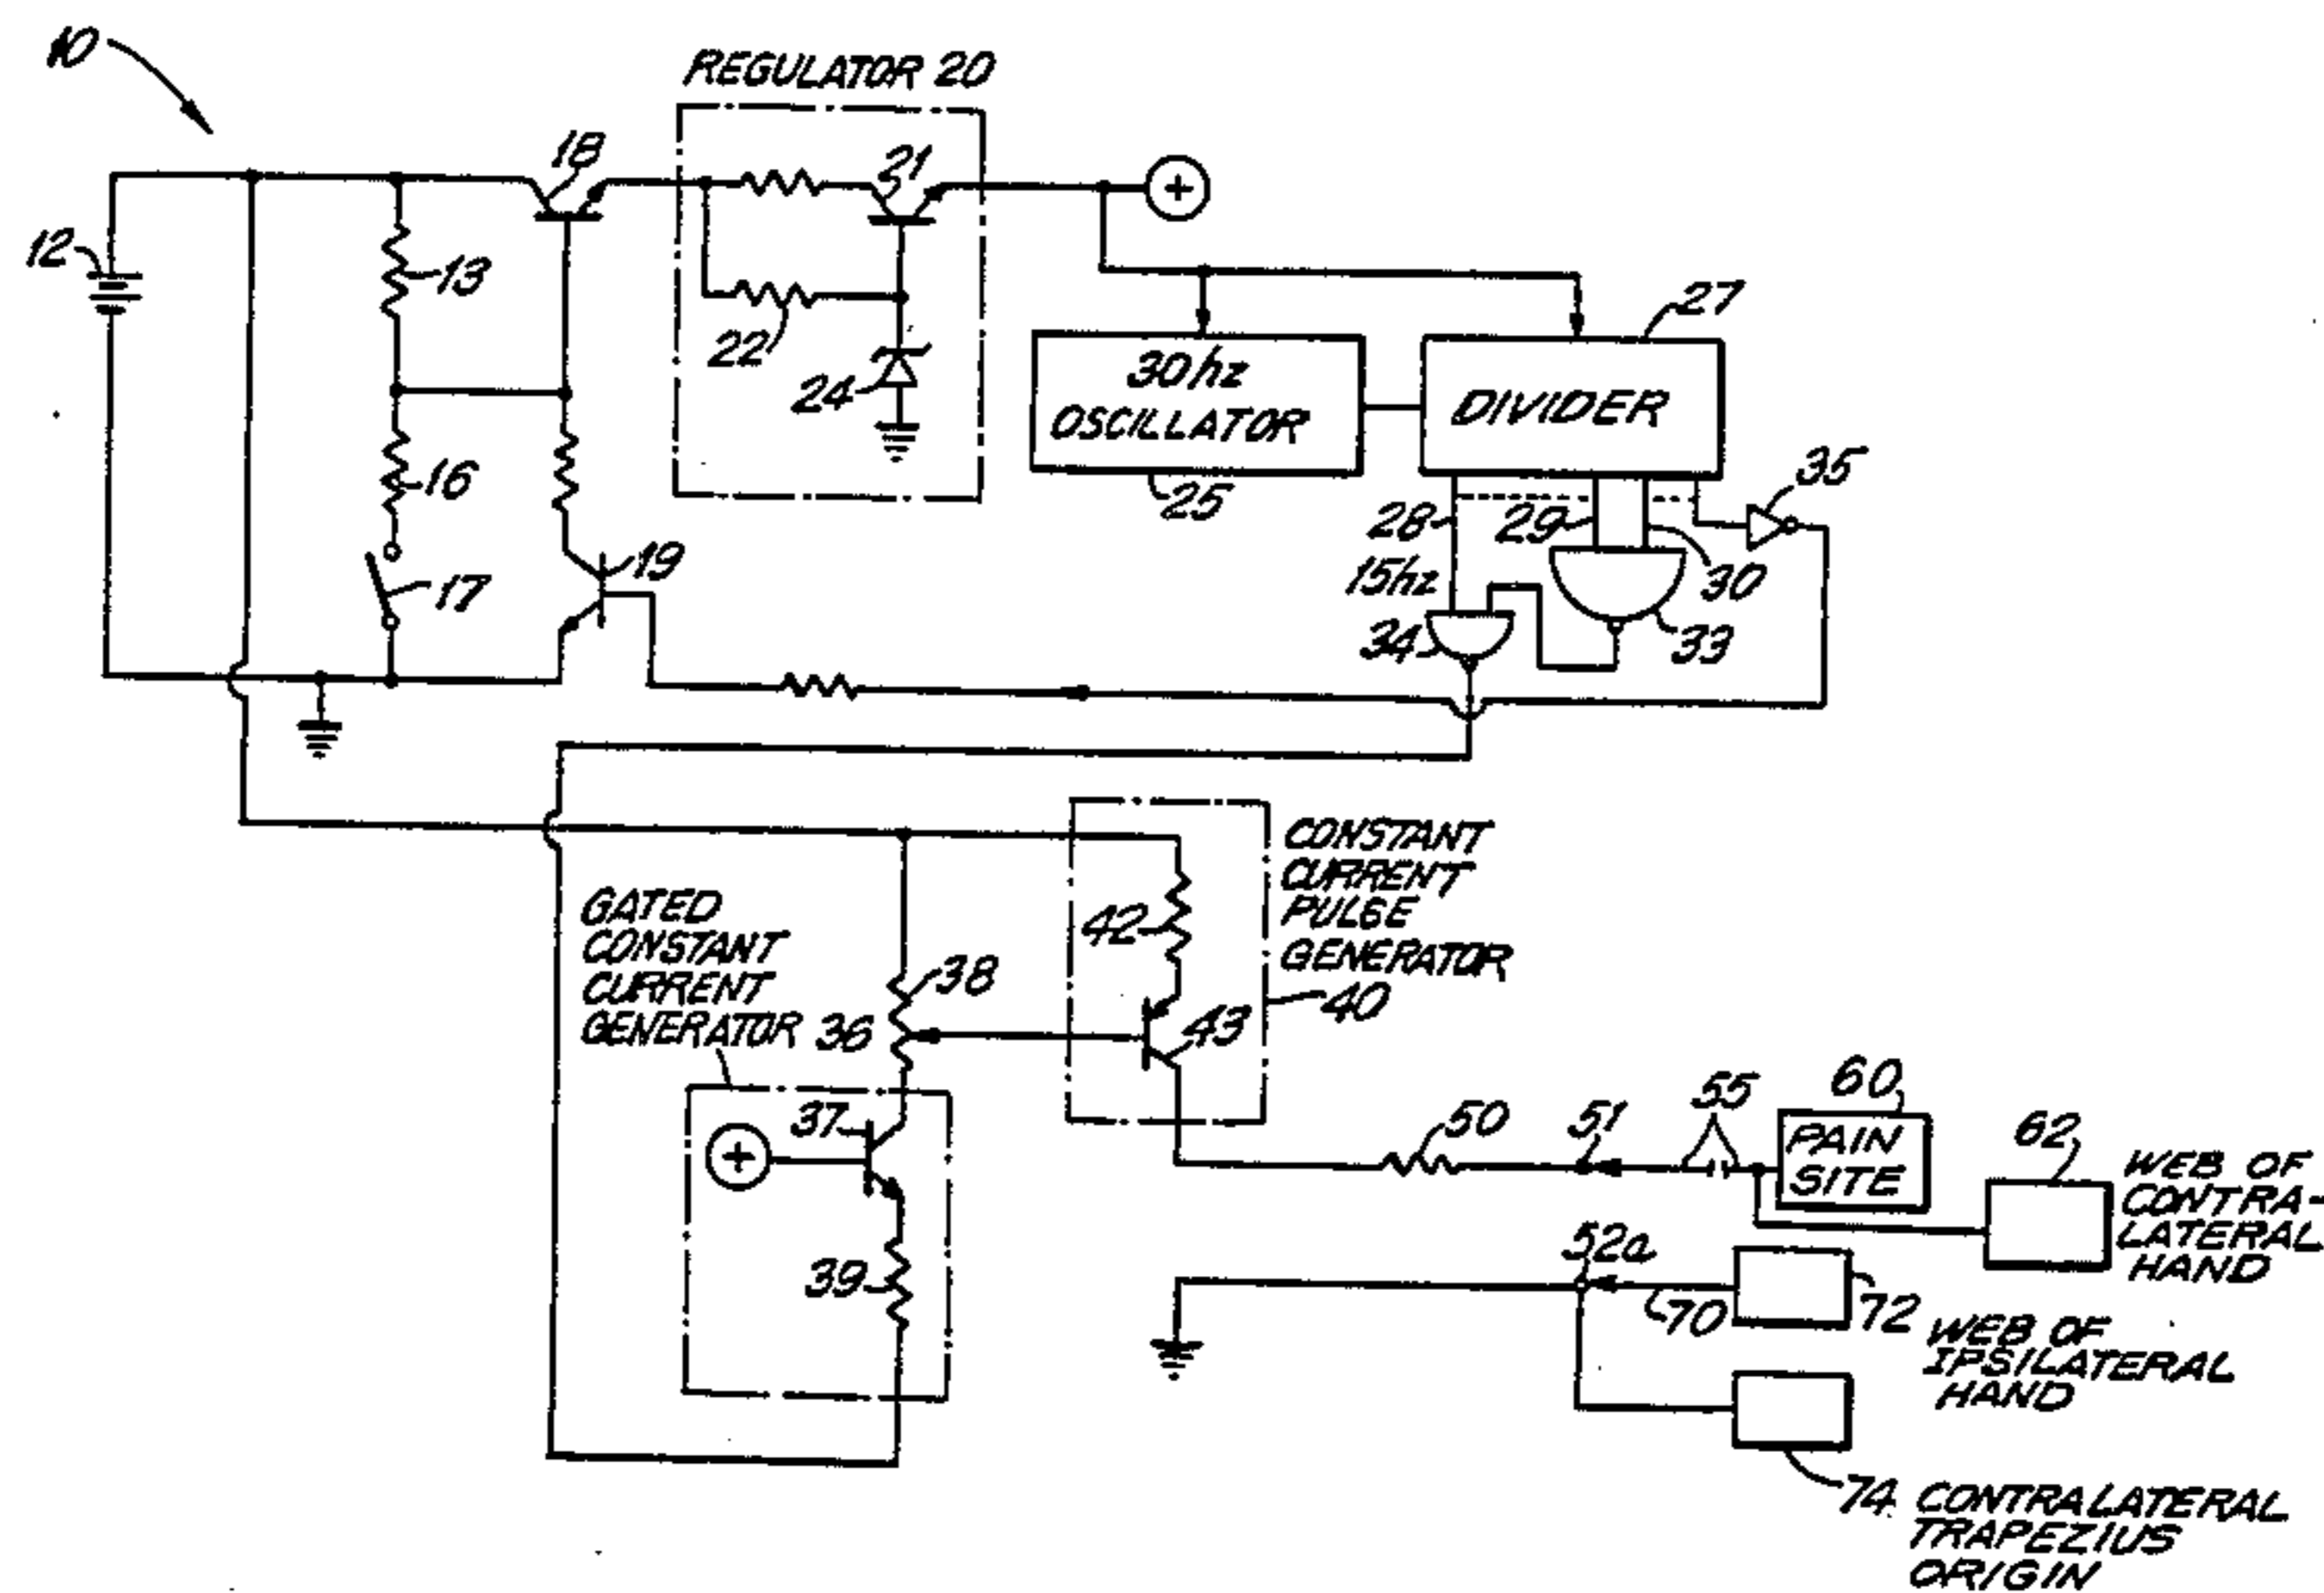 10
REGULATOR 20
18
21
+
12
13
27
22
24
30hz
OSCILLATOR
DIVIDER
35
16
25
28
29
19
17
15hz
30
34
33
CONSTANT
CURRENT
PULSE
GENERATOR
40
42
GATED
CONSTANT
CURRENT
GENERATOR
38
36
43
37
+
39
50
51
55
60
PAIN
SITE
62
WEB OF
CONTRA-
LATERAL
HAND
52a
70
72
WEB OF
IPSILATERAL
HAND
74
CONTRALATERAL
TRAPEZIUS
ORIGIN